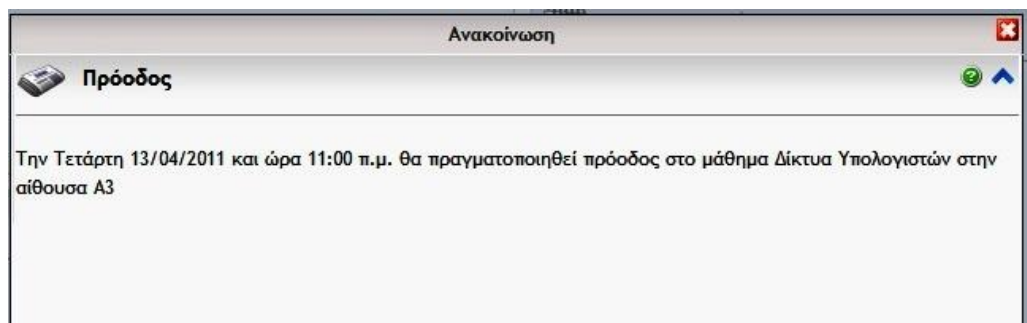 Ανακοίνωση
Πρόοδος
Την Τετάρτη 13/04/2011 και ώρα 11:00 π.μ. θα πραγματοποιηθεί πρόοδος στο μάθημα Δίκτυα Υπολογιστών στην
αίθουσα Α3